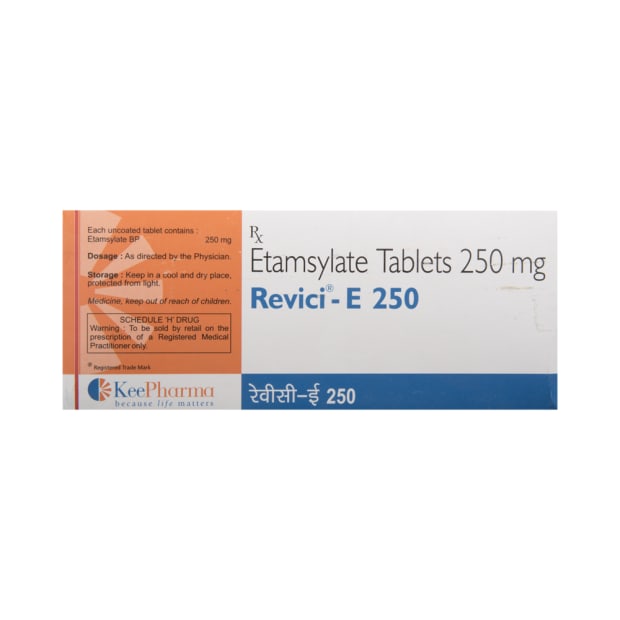 Each uncoated tablet contains :
Etamsylate BP 250 mg
Dosage : As directed by the Physician.
Storage : Keep in a cool and dry place,
protected from light.
Medicine, keep out of reach of children.
SCHEDULE 'H' DRUG
Warning : To be sold by retail on the
prescription of a Registered Medical
Practitioner only.
® Registered Trade Mark
KeePharma
because life matters
Rx
Etamsylate Tablets 250 mg
Revici® - E 250
रेवीसी-ई 250